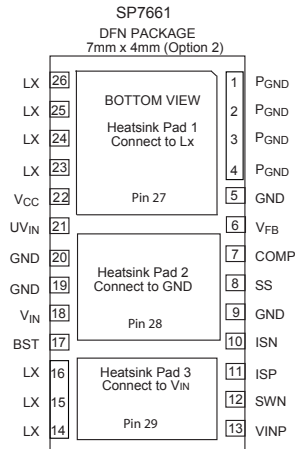 SP7661
DFN PACKAGE
7mm x 4mm (Option 2)
BOTTOM VIEW
Heatsink Pad 1
Connect to Lx
Pin 27
Heatsink Pad 2
Connect to GND
Pin 28
Heatsink Pad 3
Connect to VIN
Pin 29
LX 26
LX 25
LX 24
LX 23
VCC 22
UVIN 21
GND 20
GND 19
VIN 18
BST 17
LX 16
LX 15
LX 14
1 PGND
2 PGND
3 PGND
4 PGND
5 GND
6 VFB
7 COMP
8 SS
9 GND
10 ISN
11 ISP
12 SWN
13 VINP